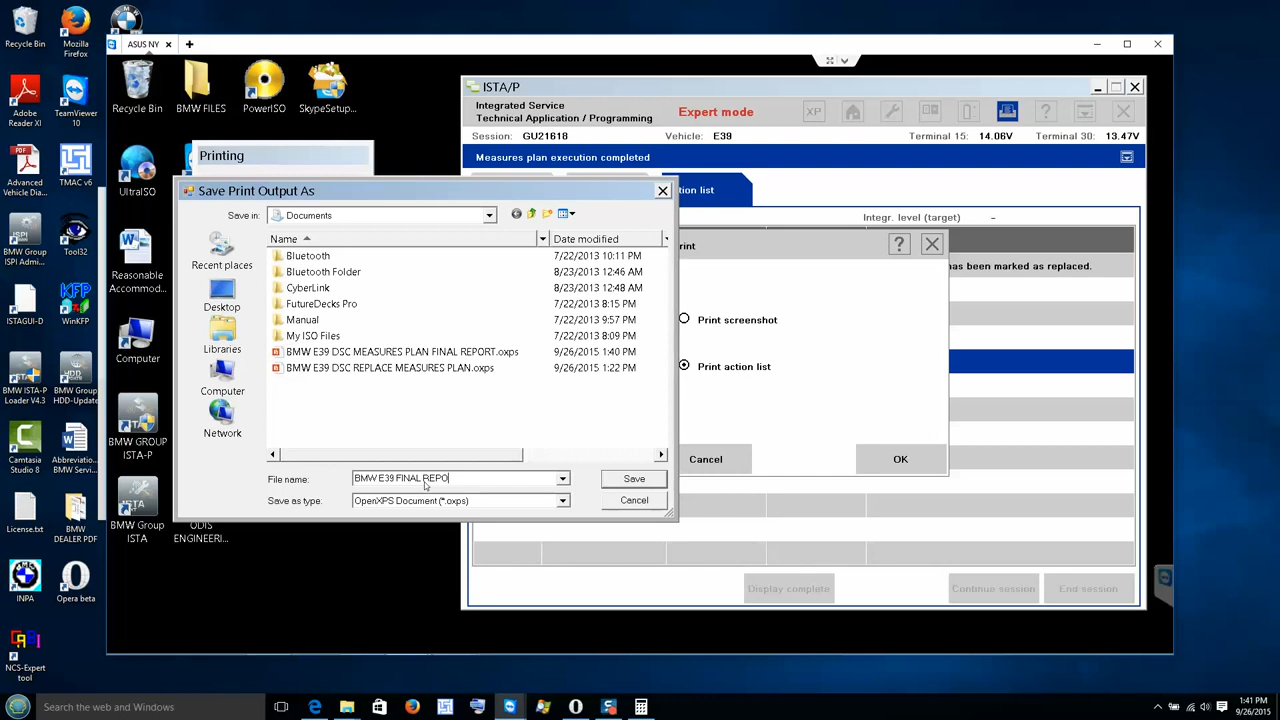 Recycle Bin
Mozilla
Firefox
ASUS NY
Adobe
Reader XI
TeamViewer
10
Advanced
Vehicle Dia...
TMAC v6
BMW Group
ISPI Admi...
Tool32
ISTAGUI-D
WinKFP
BMW ISTA-P
Loader V4.3
BMW Group
HDD-Update
Camtasia
Studio 8
Abbreviation
BMW Servi...
License.txt
BMW
DEALER PDF
INPA
Opera beta
NCS-Expert
tool
Recycle Bin
BMW FILES
PowerISO
SkypeSetup...
UltraISO
Reasonable
Accommod...
Computer
BMW GROUP
ISTA-P
BMW Group
ISTA
ODIS
ENGINEERI...
Printing
Save Print Output As
Save in:
Documents
Name
Date modified
Recent places
Desktop
Libraries
Computer
Network
Bluetooth 7/22/2013 10:11 PM
Bluetooth Folder 8/23/2013 12:46 AM
CyberLink 8/23/2013 12:48 AM
FutureDecks Pro 7/22/2013 8:15 PM
Manual 7/22/2013 9:57 PM
My ISO Files 7/22/2013 8:09 PM
BMW E39 DSC MEASURES PLAN FINAL REPORT.oxps 9/26/2015 1:40 PM
BMW E39 DSC REPLACE MEASURES PLAN.oxps 9/26/2015 1:22 PM
File name: BMW E39 FINAL REPO
Save
Save as type: OpenXPS Document (*.oxps)
Cancel
ISTA/P
Integrated Service
Technical Application / Programming
Expert mode
XP
Session: GU21618 Vehicle: E39 Terminal 15: 14.06V Terminal 30: 13.47V
Measures plan execution completed
tion list
Integr. level (target) –
rint
has been marked as replaced.
Print screenshot
Print action list
Cancel
OK
Display complete
Continue session
End session
Search the web and Windows
1:41 PM
9/26/2015